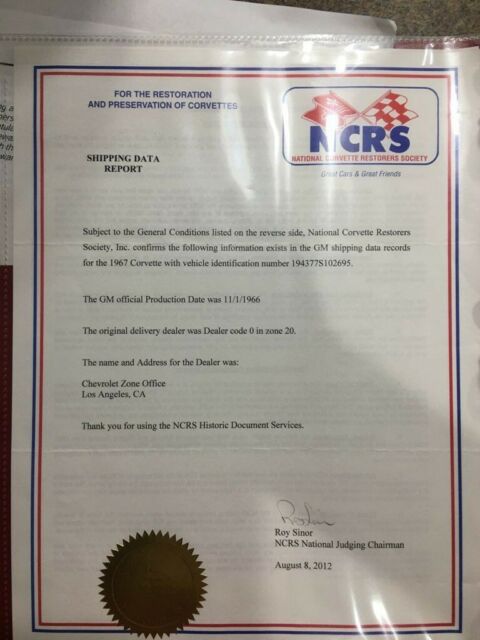 FOR THE RESTORATION
AND PRESERVATION OF CORVETTES
NCRS
NATIONAL CORVETTE RESTORERS SOCIETY
Great Cars & Great Friends
SHIPPING DATA
REPORT
Subject to the General Conditions listed on the reverse side, National Corvette Restorers
Society, Inc. confirms the following information exists in the GM shipping data records
for the 1967 Corvette with vehicle identification number 194377S102695.
The GM official Production Date was 11/1/1966
The original delivery dealer was Dealer code 0 in zone 20.
The name and Address for the Dealer was:
Chevrolet Zone Office
Los Angeles, CA
Thank you for using the NCRS Historic Document Services.
Roy Sinor
NCRS National Judging Chairman
August 8, 2012